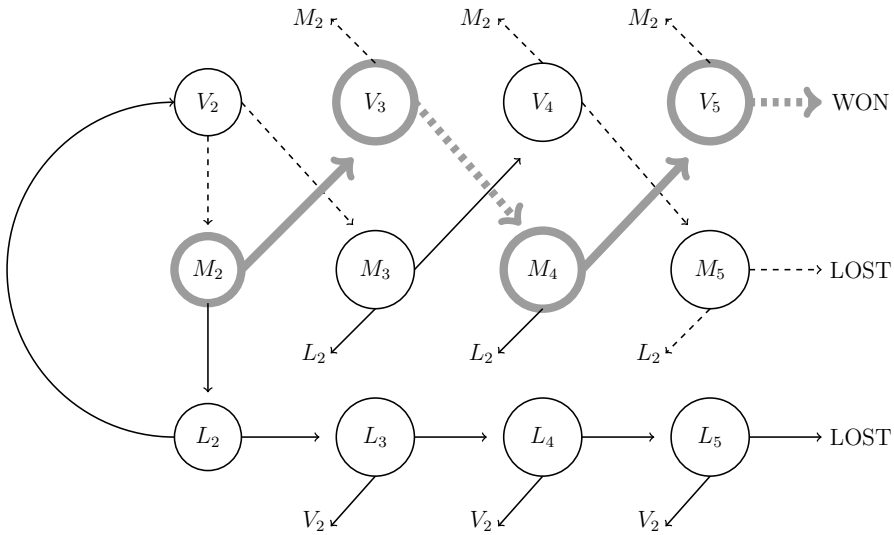 M₂ M₂ M₂
V₂ V₃ V₄ V₅ WON
M₂ M₃ M₄ M₅ LOST
L₂ L₂ L₂
L₂ L₃ L₄ L₅ LOST
V₂ V₂ V₂